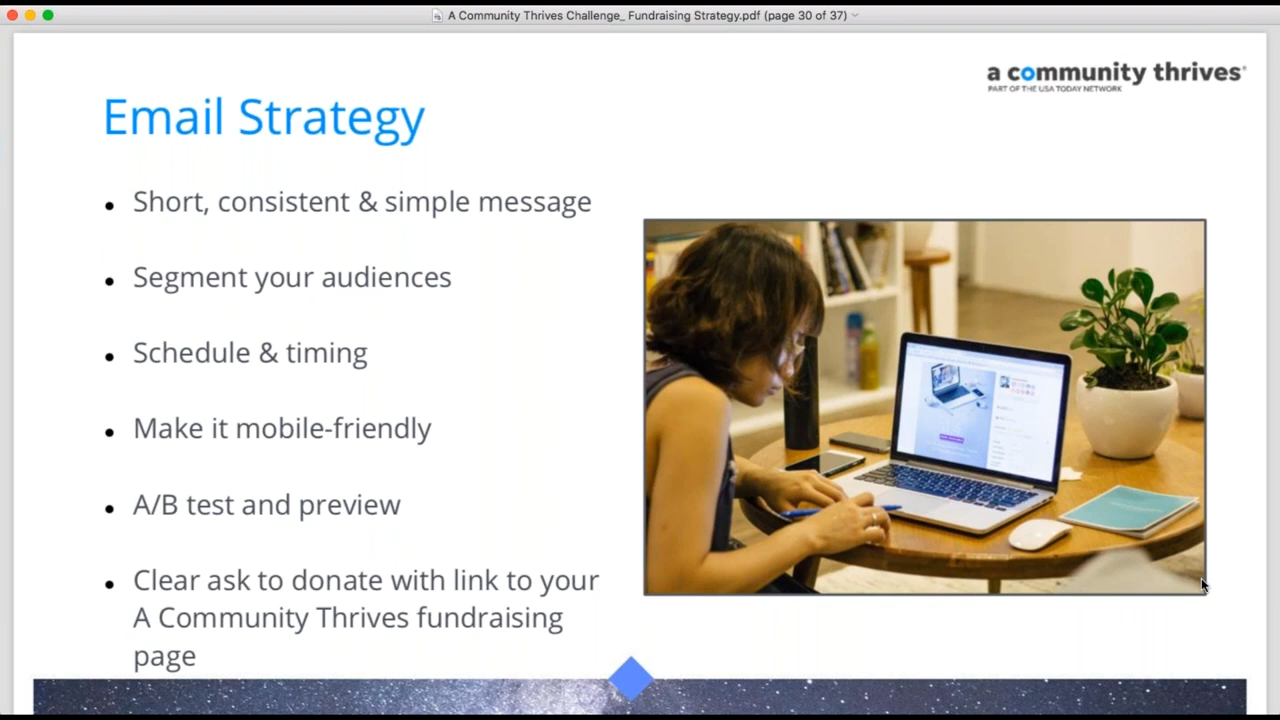 A Community Thrives Challenge_ Fundraising Strategy.pdf (page 30 of 37)
a community thrives
PART OF THE USA TODAY NETWORK
Email Strategy
• Short, consistent & simple message
• Segment your audiences
• Schedule & timing
• Make it mobile-friendly
• A/B test and preview
• Clear ask to donate with link to your
A Community Thrives fundraising
page